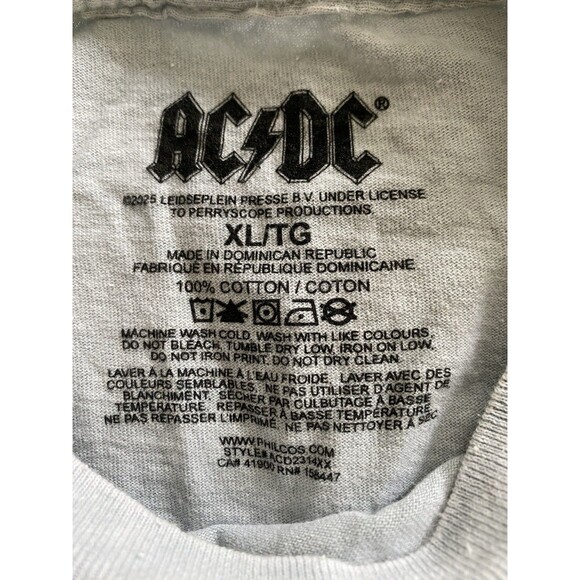 AC⚡DC®
©2025 LEIDSEPLEIN PRESSE B V. UNDER LICENSE
TO PERRYSCOPE PRODUCTIONS.
XL/TG
MADE IN DOMINICAN REPUBLIC
FABRIQUÉ EN RÉPUBLIQUE DOMINICAINE.
100% COTTON / COTON
MACHINE WASH COLD, WASH WITH LIKE COLOURS,
DO NOT BLEACH, TUMBLE DRY LOW, IRON ON LOW,
DO NOT IRON PRINT, DO NOT DRY CLEAN.
LAVER À LA MACHINE À L'EAU FROIDE, LAVER AVEC DES
COULEURS SEMBLABLES, NE PAS UTILISER D'AGENT DE
BLANCHIMENT, SÉCHER PAR CULBUTAGE À BASSE
TEMPÉRATURE, REPASSER À BASSE TEMPÉRATURE,
NE PAS REPASSER L'IMPRIMÉ, NE PAS NETTOYER À SEC
WWW.PHILCOS.COM
STYLE# ACD2314XX
CA# 41900 RN# 158447